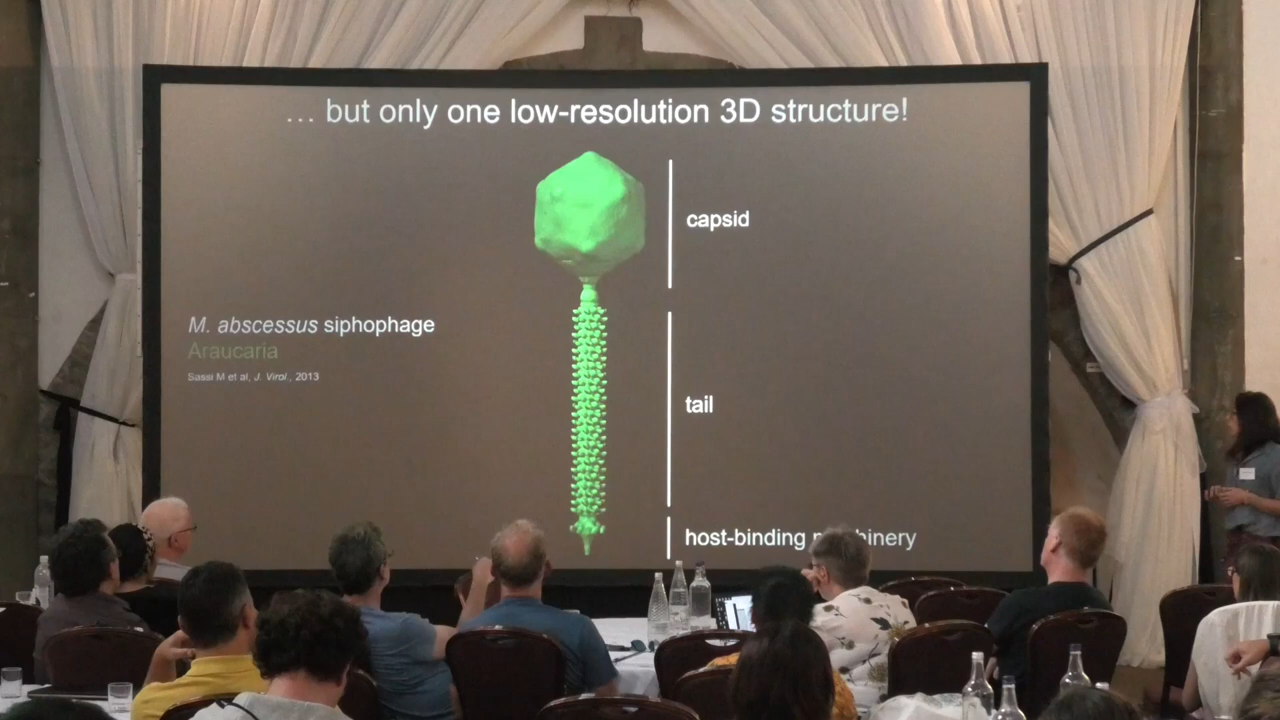 … but only one low-resolution 3D structure!
capsid
M. abscessus siphophage
Araucaria
Sassi M et al, J. Virol., 2013
tail
host-binding